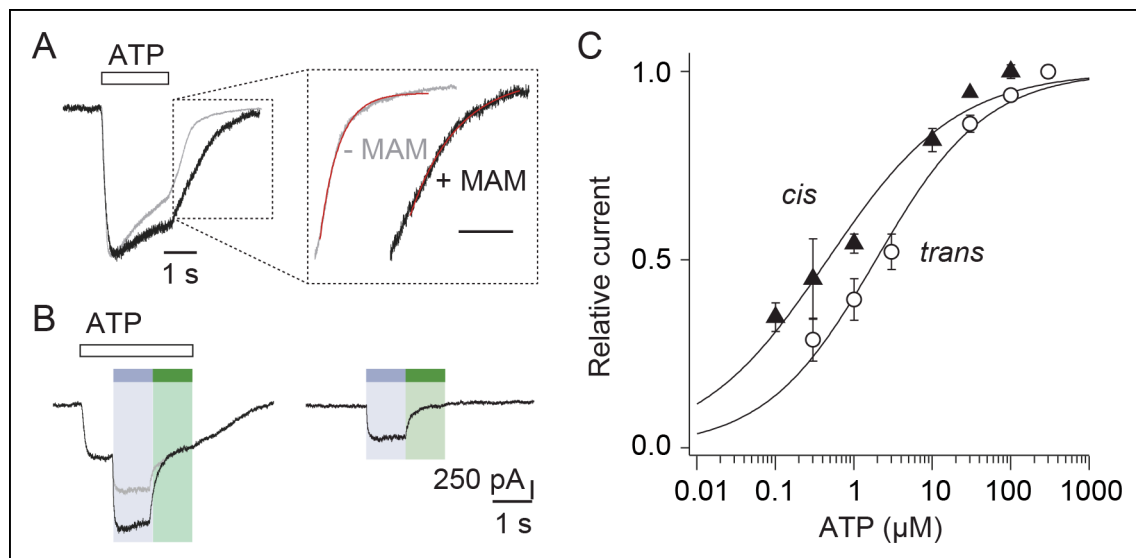 A
ATP
- MAM
+ MAM
1 s
B
ATP
250 pA
1 s
C
Relative current
1.0
0.5
0.0
cis
trans
0.01
0.1
1
10
100
1000
ATP (µM)